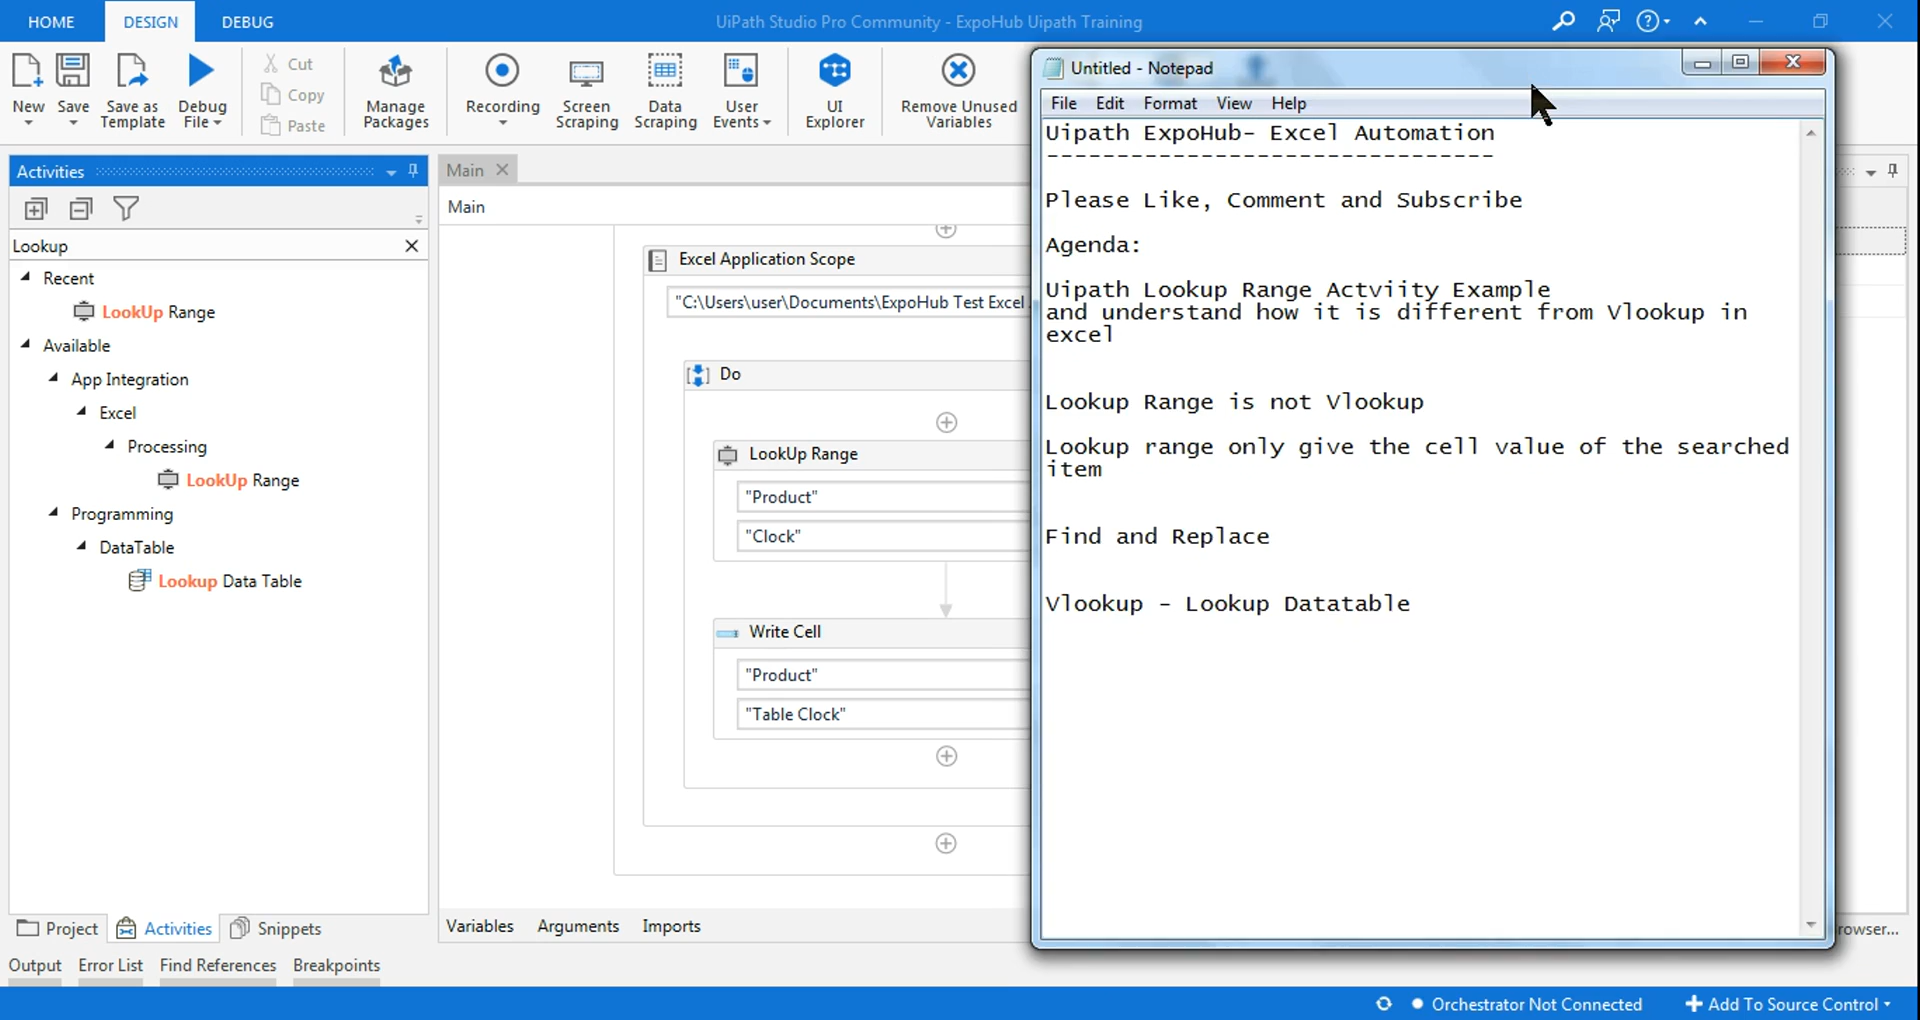 HOME DESIGN DEBUG
UiPath Studio Pro Community - ExpoHub Uipath Training
New
Save
Save as
Template
Debug
File
Cut
Copy
Paste
Manage
Packages
Recording
Screen
Scraping
Data
Scraping
User
Events
UI
Explorer
Remove Unused
Variables
Activities
Lookup
Recent
LookUp Range
Available
App Integration
Excel
Processing
LookUp Range
Programming
DataTable
Lookup Data Table
Project Activities Snippets
Main
Main
Excel Application Scope
"C:\Users\user\Documents\ExpoHub Test Excel
Do
LookUp Range
"Product"
"Clock"
Write Cell
"Product"
"Table Clock"
Variables Arguments Imports
Untitled - Notepad
File Edit Format View Help
Uipath ExpoHub- Excel Automation
--------------------------------
Please Like, Comment and Subscribe
Agenda:
Uipath Lookup Range Actviity Example
and understand how it is different from Vlookup in
excel
Lookup Range is not Vlookup
Lookup range only give the cell value of the searched
item
Find and Replace
Vlookup - Lookup Datatable
rowser...
Output Error List Find References Breakpoints
Orchestrator Not Connected
Add To Source Control